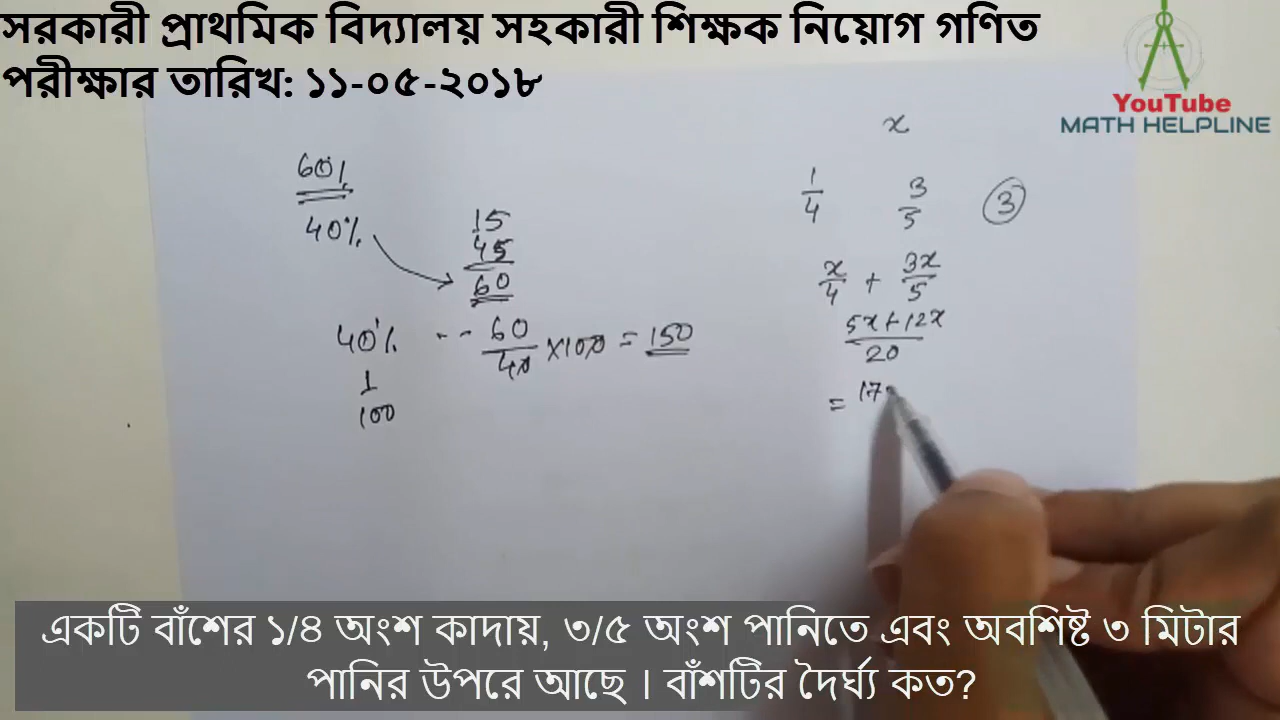 সরকারী প্রাথমিক বিদ্যালয় সহকারী শিক্ষক নিয়োগ গণিত
পরীক্ষার তারিখ: ১১-০৫-২০১৮
YouTube
MATH HELPLINE
60%
40%
15
45
60
40% -- 60/40 ×100 = 150
1
100
x
1/4 3/5 3
x/4 + 3x/5
5x+12x/20
= 17
একটি বাঁশের ১/৪ অংশ কাদায়, ৩/৫ অংশ পানিতে এবং অবশিষ্ট ৩ মিটার
পানির উপরে আছে । বাঁশটির দৈর্ঘ্য কত?